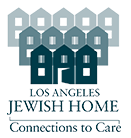 LOS ANGELES
JEWISH HOME
Connections to Care